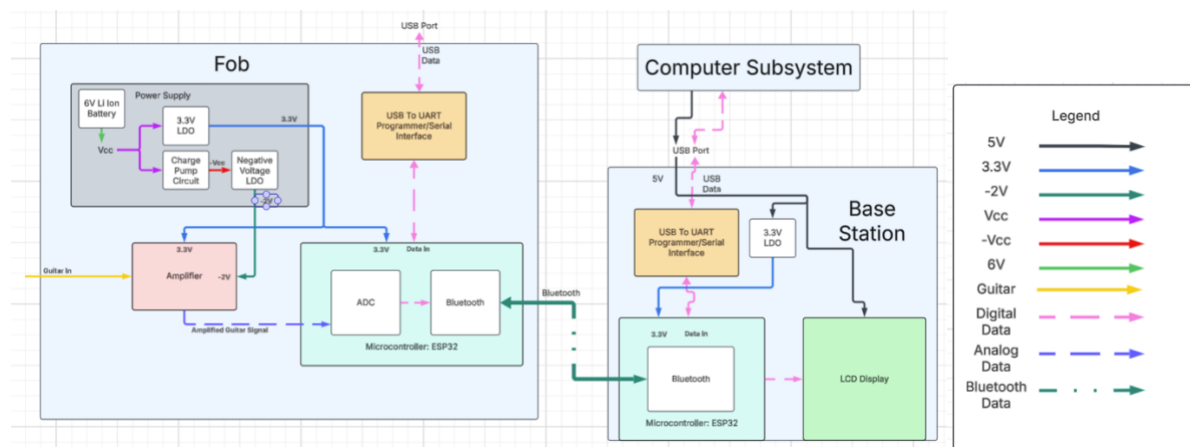 USB Port
USB
Data
Fob
Power Supply
6V LI Ion
Battery
3.3V
LDO
3.3V
Vcc
Charge
Pump
Circuit
-Vcc
Negative
Voltage
LDO
-2V
USB To UART
Programmer/Serial
Interface
3.3V
Amplifier
-2V
Guitar In
Amplified Guitar Signal
3.3V
Data In
ADC
Bluetooth
Microcontroller: ESP32
Bluetooth
Computer Subsystem
USB Port
5V
USB
Data
Base
Station
USB To UART
Programmer/Serial
Interface
3.3V
LDO
3.3V
Data In
Bluetooth
Microcontroller: ESP32
LCD Display
Legend
5V
3.3V
-2V
Vcc
-Vcc
6V
Guitar
Digital
Data
Analog
Data
Bluetooth
Data